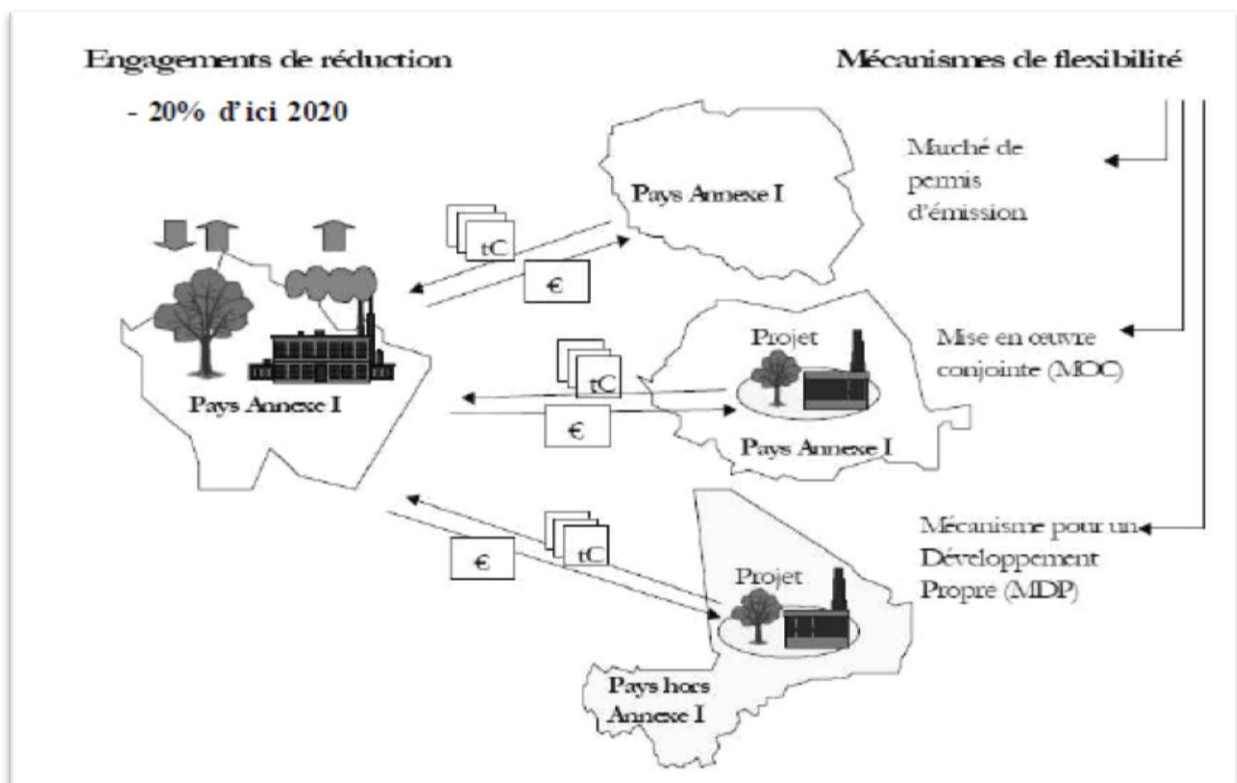 Engagements de réduction
- 20% d'ici 2020
Mécanismes de flexibilité
Pays Annexe I
Marché de
permis
d'émission
tC
€
Pays Annexe I
Projet
Mise en œuvre
conjointe (MOC)
tC
€
Pays Annexe I
Mécanisme pour un
Développement
Propre (MDP)
tC
€
Projet
Pays hors
Annexe I